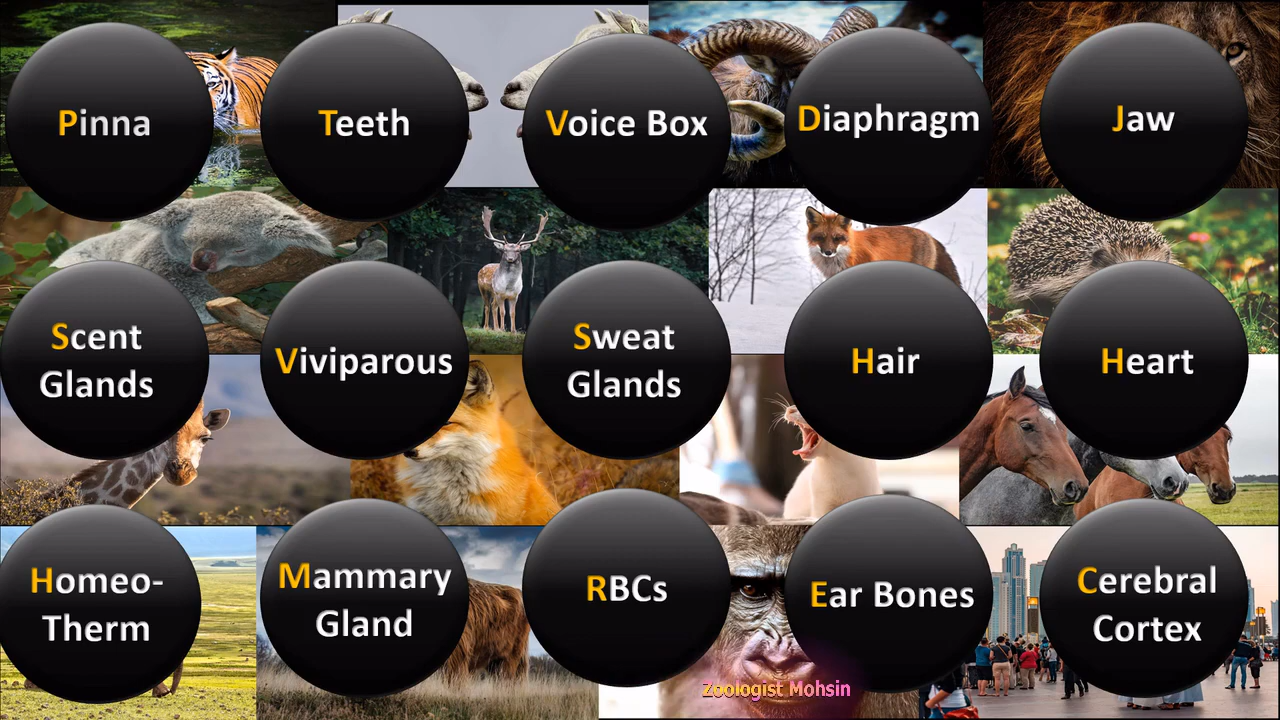 Pinna
Teeth
Voice Box
Diaphragm
Jaw
Scent
Glands
Viviparous
Sweat
Glands
Hair
Heart
Homeo-
Therm
Mammary
Gland
RBCs
Ear Bones
Cerebral
Cortex
Zoologist Mohsin